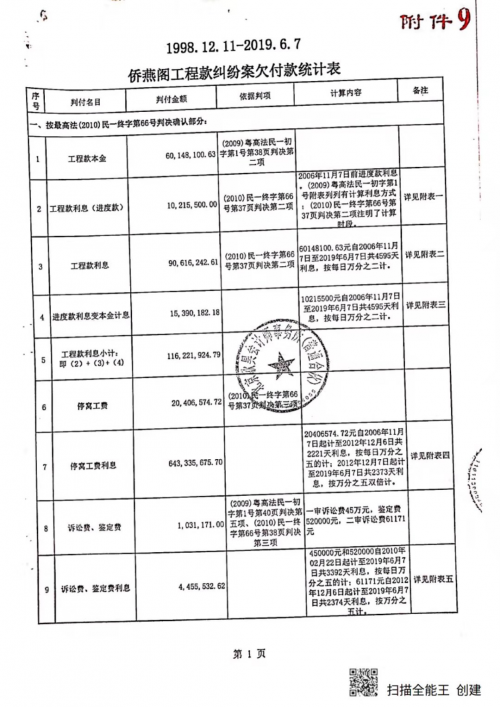 附件9
1998.12.11-2019.6.7
侨燕阁工程款纠纷案欠付款统计表
序号 判付名目 判付金额 依据判项 计算内容 备注
一、按最高法(2010)民一终字第66号判决确认部分:
1 工程款本金 60,148,100.63 (2009)粤高法民一初字第1号第38页判决第二项
2 工程款利息(进度款) 10,215,500.00 (2010)民一终字第66号第37页判决第二项 2006年11月7日前进度款利息。(2009)粤高法民一初字第1号附表列有计算利息方式;(2010)民一终字第66号第37页判决第二项注明了计算时段。 详见附表一
3 工程款利息 90,616,242.61 (2010)民一终字第66号第37页判决第二项 60148100.63元自2006年11月7日至2019年6月7日共4595天利息,按每日万分之二计。 详见附表二
4 进度款利息变本金计息 15,390,182.18 10215500元自2006年11月7日至2019年6月7日共4595天利息,按每日万分之二计。 详见附表三
5 工程款利息小计:即(2)+(3)+(4) 116,221,924.79
6 停窝工费 20,406,574.72 (2010)民一终字第66号第37页判决第三项
7 停窝工费利息 643,335,675.70 20406574.72元自2006年11月7日起计至2012年12月6日共2221天利息,按每日万分之五的计;2012年12月7日起计至2019年6月7日共2373天利息,按万分之五双倍计。 详见附表四
8 诉讼费、鉴定费 1,031,171.00 (2009)粤高法民一初字第1号第40页判决第五项、(2010)民一终字第66号第38页判决第三项 一审诉讼费45万元,鉴定费520000元,二审诉讼费61171元
9 诉讼费、鉴定费利息 4,455,532.62 450000元和520000自2010年02月22日起计至2019年6月7日共3392天利息,按每日万分之五的计;61171元自2012年12月6日起计至2019年6月7日共2374天利息,按万分之五计。 详见附表五
第 1 页
扫描全能王 创建